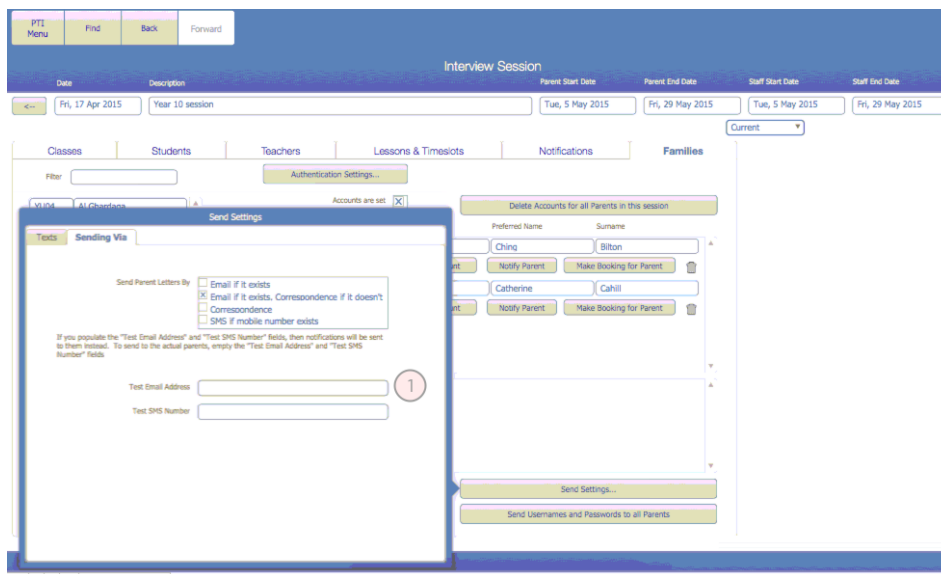 PTI
Menu
Find
Back
Forward
Interview Session
Date
Description
Parent Start Date
Parent End Date
Staff Start Date
Staff End Date
<--
Fri, 17 Apr 2015
Year 10 session
Tue, 5 May 2015
Fri, 29 May 2015
Tue, 5 May 2015
Fri, 29 May 2015
Current
Classes
Students
Teachers
Lessons & Timeslots
Notifications
Families
Filter
Authentication Settings...
Accounts are set
X
Delete Accounts for all Parents in this session
Preferred Name
Surname
Ching
Bilton
Notify Parent
Make Booking for Parent
Catherine
Cahill
Notify Parent
Make Booking for Parent
Send Settings
Texts
Sending Via
Send Parent Letters By
Email if it exists
X
Email if it exists. Correspondence if it doesn't
Correspondence
SMS if mobile number exists
If you populate the "Test Email Address" and "Test SMS Number" fields, then notifications will be sent
to them instead. To send to the actual parents, empty the "Test Email Address" and "Test SMS
Number" fields
Test Email Address
1
Test SMS Number
Send Settings...
Send Usernames and Passwords to all Parents